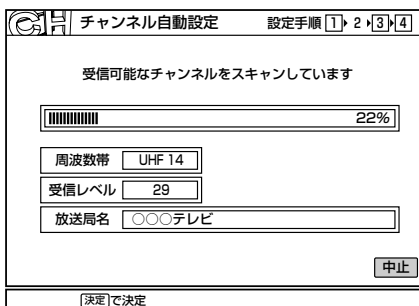 CH チャンネル自動設定 設定手順 1 2 3 4
受信可能なチャンネルをスキャンしています
22%
周波数帯 UHF 14
受信レベル 29
放送局名 ○○○テレビ
中止
決定で決定